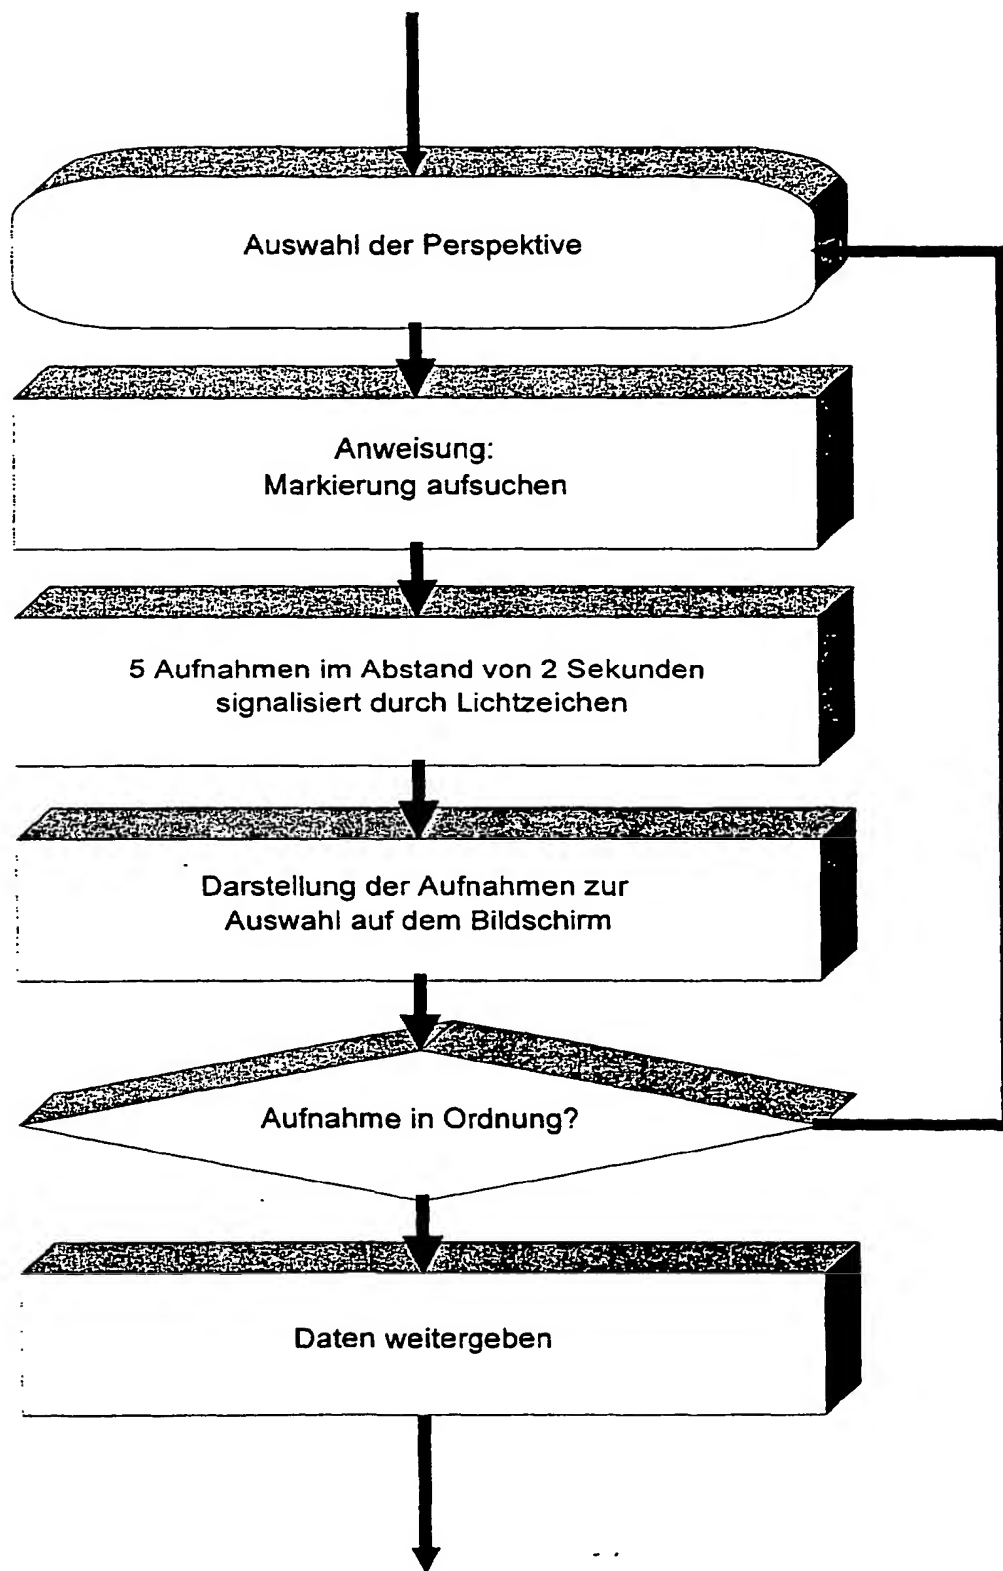 Auswahl der Perspektive
Anweisung:
Markierung aufsuchen
5 Aufnahmen im Abstand von 2 Sekunden
signalisiert durch Lichtzeichen
Darstellung der Aufnahmen zur
Auswahl auf dem Bildschirm
Aufnahme in Ordnung?
Daten weitergeben